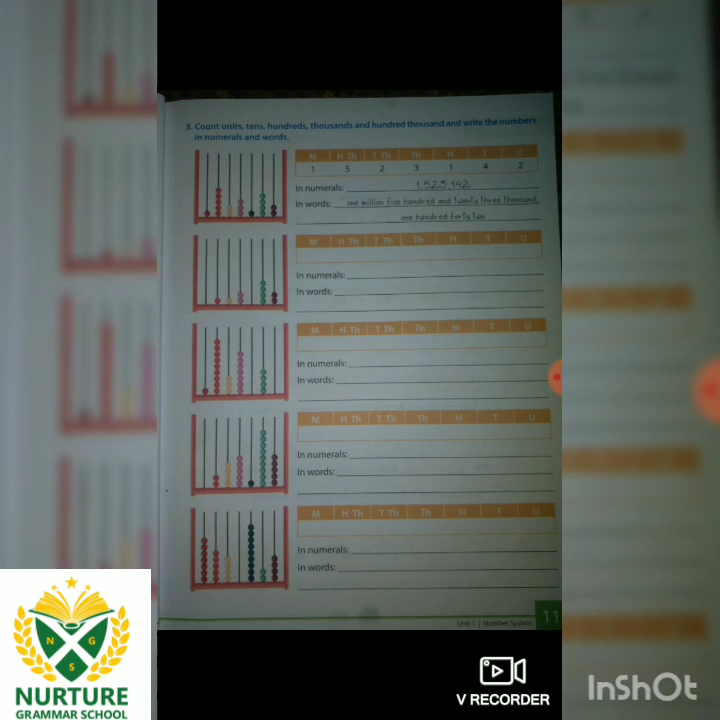 5. Count units, tens, hundreds, thousands and hundred thousand and write the numbers
in numerals and words.
M H Th T Th Th H T U
1 5 2 3 1 4 2
In numerals: 1,523,142
In words: one million five hundred and twenty three thousand,
one hundred forty two
M H Th T Th Th H T U
In numerals:
In words:
M H Th T Th Th H T U
In numerals:
In words:
M H Th T Th Th H T U
In numerals:
In words:
M H Th T Th Th H T U
In numerals:
In words:
Unit 1 | Number System 11
N G
S
NURTURE
GRAMMAR SCHOOL
V RECORDER
InShOt